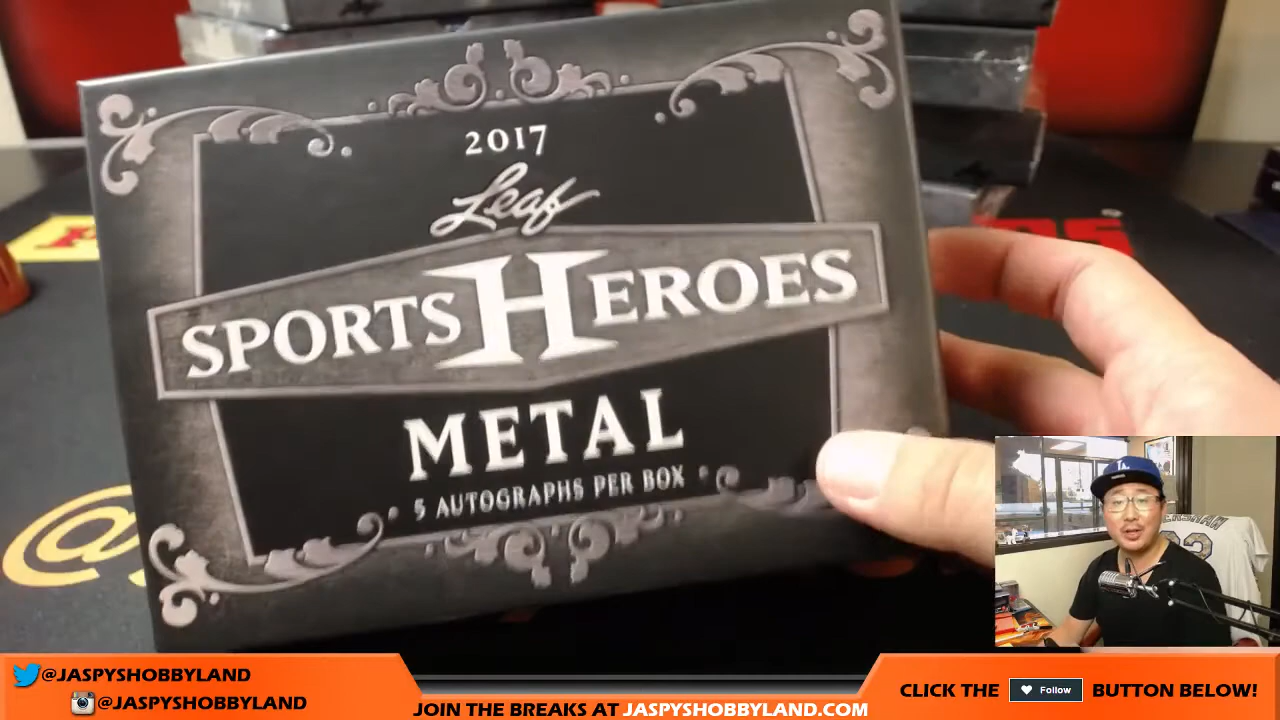 2017
Leaf
SPORTS HEROES
METAL
5 AUTOGRAPHS PER BOX
@
LA
@JASPYSHOBBYLAND
@JASPYSHOBBYLAND
JOIN THE BREAKS AT JASPYSHOBBYLAND.COM
CLICK THE Follow BUTTON BELOW!